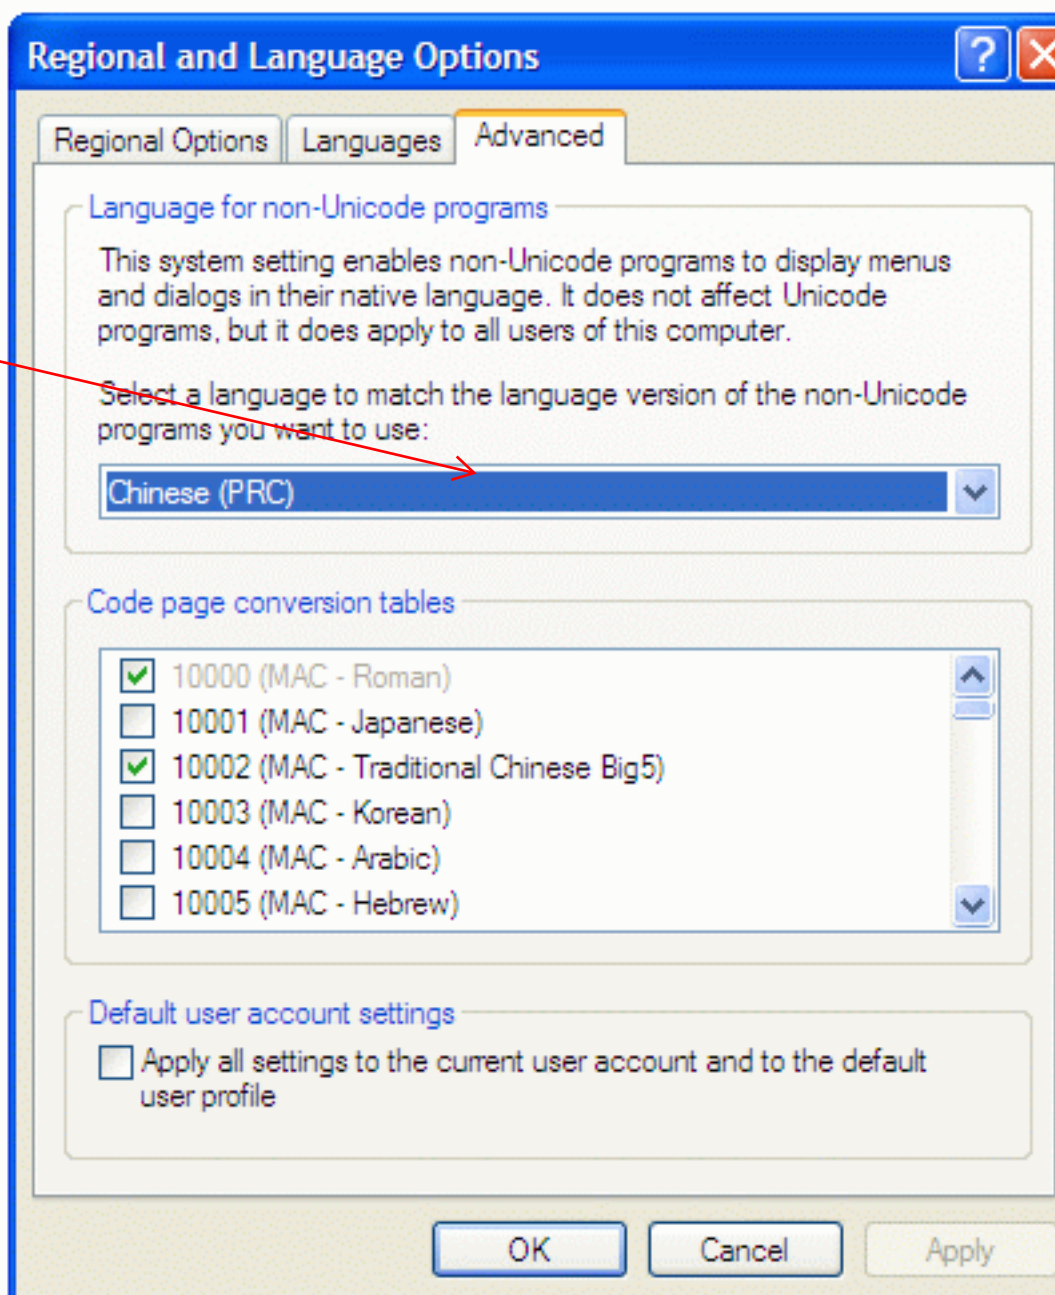 Regional and Language Options
Regional Options Languages Advanced
Language for non-Unicode programs
This system setting enables non-Unicode programs to display menus
and dialogs in their native language. It does not affect Unicode
programs, but it does apply to all users of this computer.
Select a language to match the language version of the non-Unicode
programs you want to use:
Chinese (PRC)
Code page conversion tables
10000 (MAC - Roman)
10001 (MAC - Japanese)
10002 (MAC - Traditional Chinese Big5)
10003 (MAC - Korean)
10004 (MAC - Arabic)
10005 (MAC - Hebrew)
Default user account settings
Apply all settings to the current user account and to the default
user profile
OK Cancel Apply